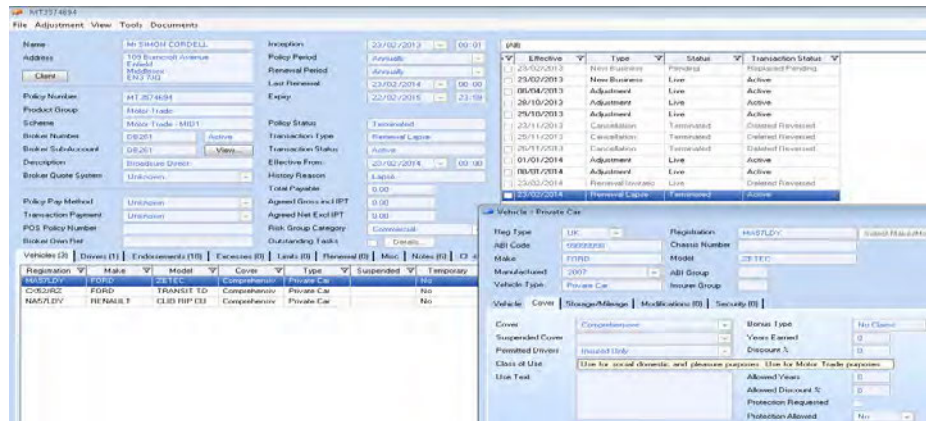 MT2574694
File Adjustment View Tools Documents
Name Mr SIMON CORDELL
Address 109 Burncroft Avenue
Enfield
Middlesex
EN3 7JQ
Client
Policy Number MT 2574694
Product Group Motor Trade
Scheme Motor Trade - MID1
Broker Number DB261 Active
Broker SubAccount DB261 View...
Description Broadsure Direct
Broker Quote System Unknown
Policy Pay Method Unknown
Transaction Payment Unknown
POS Policy Number
Broker Own Ref
Inception 23/02/2013 00:01
Policy Period Annually
Renewal Period Annually
Last Renewal 23/02/2014 00:00
Expiry 22/02/2015 23:59
Policy Status Terminated
Transaction Type Renewal Lapse
Transaction Status Active
Effective From 23/02/2014 00:00
History Reason Lapse
Total Payable 0.00
Agreed Gross incl IPT 0.00
Agreed Net Excl IPT 0.00
Risk Group Category Commercial
Outstanding Tasks Details...
(All)
Effective Type Status Transaction Status
23/02/2013 New Business Pending Replaced Pending
23/02/2013 New Business Live Active
08/04/2013 Adjustment Live Active
28/10/2013 Adjustment Live Active
29/10/2013 Adjustment Live Active
23/11/2013 Cancellation Terminated Deleted Reversed
25/11/2013 Cancellation Terminated Deleted Reversed
26/11/2013 Cancellation Terminated Deleted Reversed
01/01/2014 Adjustment Live Active
08/01/2014 Adjustment Live Active
23/02/2014 Renewal Live Deleted Reversed
23/02/2014 Renewal Lapse Terminated Active
Vehicles (3) Drivers (1) Endorsements (10) Excesses (0) Limits (0) Renewal (0) Misc Notes (6)
Registration Make Model Cover Type Suspended Temporary
MA57LDY FORD ZETEC Comprehensiv Private Car No
CX52JRZ FORD TRANSIT TD Comprehensiv Private Car No
NA57LDY RENAULT CLIO RIP CU Comprehensiv Private Car No
Vehicle - Private Car
Reg Type UK Registration MA57LDY
ABI Code Chassis Number
Make FORD Model ZETEC
Manufactured 2007 ABI Group
Vehicle Type Private Car Insurer Group
Vehicle Cover Storage/Mileage Modifications (0) Security (0)
Cover Comprehensive Bonus Type No Claims
Suspended Cover Years Earned 0
Permitted Drivers Insured Only Discount % 0
Class of Use Use for social domestic and pleasure purposes. Use for Motor Trade purposes
Use Text Allowed Years 0
Allowed Discount % 0
Protection Requested
Protection Allowed No